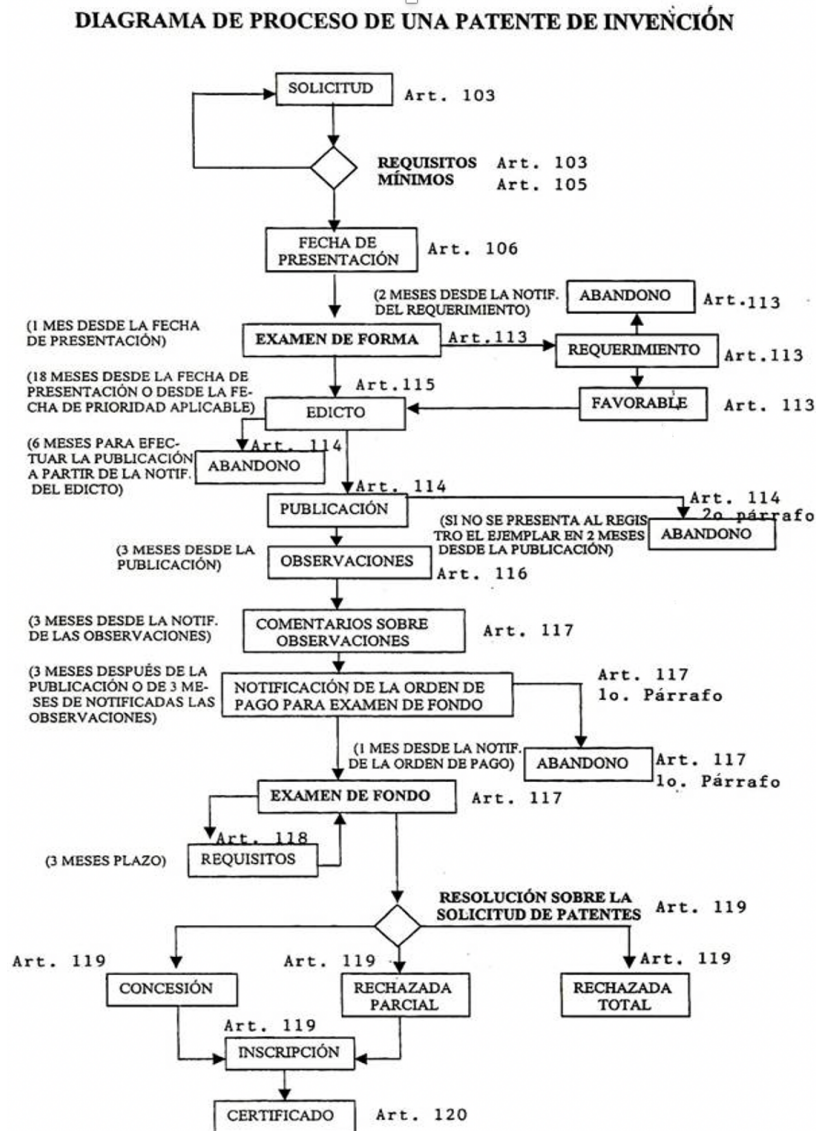 DIAGRAMA DE PROCESO DE UNA PATENTE DE INVENCIÓN
SOLICITUD
Art. 103
REQUISITOS
MÍNIMOS
Art. 103
Art. 105
FECHA DE
PRESENTACIÓN
Art. 106
(2 MESES DESDE LA NOTIF.
DEL REQUERIMIENTO)
ABANDONO
Art.113
(1 MES DESDE LA FECHA
DE PRESENTACIÓN)
EXAMEN DE FORMA
Art.113
REQUERIMIENTO
Art.113
(18 MESES DESDE LA FECHA DE
PRESENTACIÓN O DESDE LA FE-
CHA DE PRIORIDAD APLICABLE)
Art.115
EDICTO
FAVORABLE
Art. 113
(6 MESES PARA EFEC-
TUAR LA PUBLICACIÓN
A PARTIR DE LA NOTIF.
DEL EDICTO)
Art. 114
ABANDONO
Art. 114
PUBLICACIÓN
Art. 114
2o párrafo
(SI NO SE PRESENTA AL REGIS
TRO EL EJEMPLAR EN 2 MESES
DESDE LA PUBLICACIÓN)
ABANDONO
(3 MESES DESDE LA
PUBLICACIÓN)
OBSERVACIONES
Art. 116
(3 MESES DESDE LA NOTIF.
DE LAS OBSERVACIONES)
COMENTARIOS SOBRE
OBSERVACIONES
Art. 117
(3 MESES DESPUÉS DE LA
PUBLICACIÓN O DE 3 ME-
SES DE NOTIFICADAS LAS
OBSERVACIONES)
NOTIFICACIÓN DE LA ORDEN DE
PAGO PARA EXAMEN DE FONDO
Art. 117
1o. Párrafo
(1 MES DESDE LA NOTIF.
DE LA ORDEN DE PAGO)
ABANDONO
Art. 117
1o. Párrafo
EXAMEN DE FONDO
Art. 117
Art. 118
(3 MESES PLAZO)
REQUISITOS
RESOLUCIÓN SOBRE LA
SOLICITUD DE PATENTES
Art. 119
Art. 119
CONCESIÓN
Art. 119
RECHAZADA
PARCIAL
Art. 119
RECHAZADA
TOTAL
Art. 119
INSCRIPCIÓN
CERTIFICADO
Art. 120